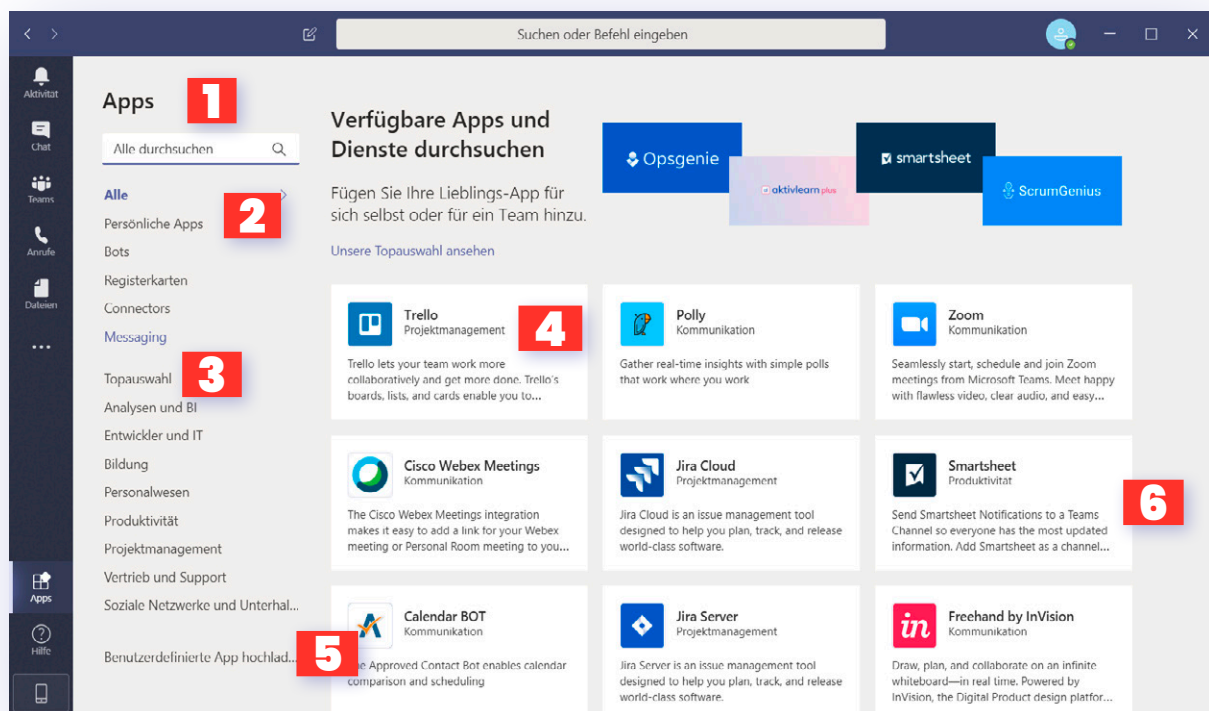 Suchen oder Befehl eingeben
Aktivitat
Chat
Teams
Anrufe
Dateien
Apps
Hilfe
Apps
1
Alle durchsuchen
Alle
2
Persönliche Apps
Bots
Registerkarten
Connectors
Messaging
3
Topauswahl
Analysen und BI
Entwickler und IT
Bildung
Personalwesen
Produktivität
Projektmanagement
Vertrieb und Support
Soziale Netzwerke und Unterhal...
5
Benutzerdefinierte App hochlad...
Verfügbare Apps und
Dienste durchsuchen
Fügen Sie Ihre Lieblings-App für
sich selbst oder für ein Team hinzu.
Unsere Topauswahl ansehen
Opsgenie
aktivlearn plus
smartsheet
ScrumGenius
Trello
Projektmanagement
4
Trello lets your team work more
collaboratively and get more done. Trello's
boards, lists, and cards enable you to...
Polly
Kommunikation
Gather real-time insights with simple polls
that work where you work
Zoom
Kommunikation
Seamlessly start, schedule and join Zoom
meetings from Microsoft Teams. Meet happy
with flawless video, clear audio, and easy...
Cisco Webex Meetings
Kommunikation
The Cisco Webex Meetings integration
makes it easy to add a link for your Webex
meeting or Personal Room meeting to you...
Jira Cloud
Projektmanagement
Jira Cloud is an issue management tool
designed to help you plan, track, and release
world-class software.
Smartsheet
Produktivitat
6
Send Smartsheet Notifications to a Teams
Channel so everyone has the most updated
information. Add Smartsheet as a channel...
Calendar BOT
Kommunikation
Approved Contact Bot enables calendar
comparison and scheduling
Jira Server
Projektmanagement
Jira Server is an issue management tool
designed to help you plan, track, and release
world-class software.
in
Freehand by InVision
Kommunikation
Draw, plan, and collaborate on an infinite
whiteboard—in real time. Powered by
InVision, the Digital Product design platfor...